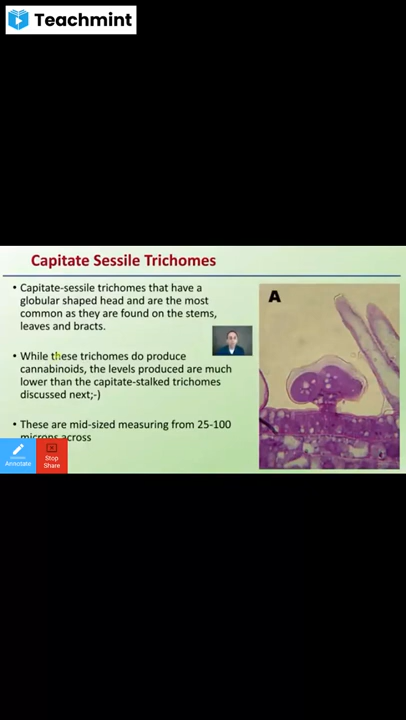 Teachmint
Capitate Sessile Trichomes
• Capitate-sessile trichomes that have a
globular shaped head and are the most
common as they are found on the stems,
leaves and bracts.
• While these trichomes do produce
cannabinoids, the levels produced are much
lower than the capitate-stalked trichomes
discussed next;-)
• These are mid-sized measuring from 25-100
microns across
A
Annotate
Stop
Share